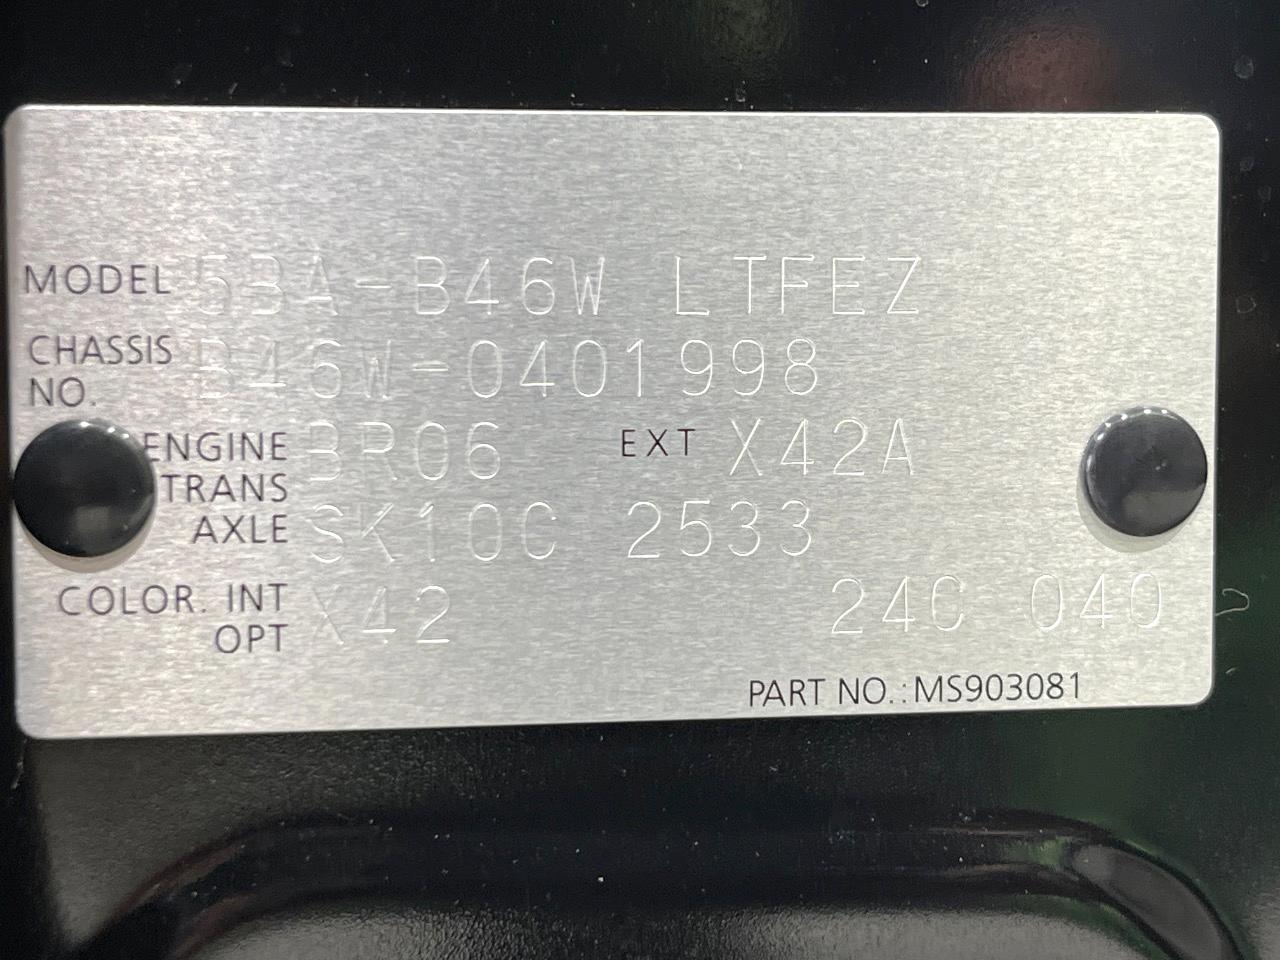 MODEL 5BA-B46W LTFEZ
CHASSIS
NO. B46W-0401998
ENGINE BR06 EXT X42A
TRANS
AXLE SK10C 2533
COLOR. INT X42 24C 040
OPT
PART NO.:MS903081